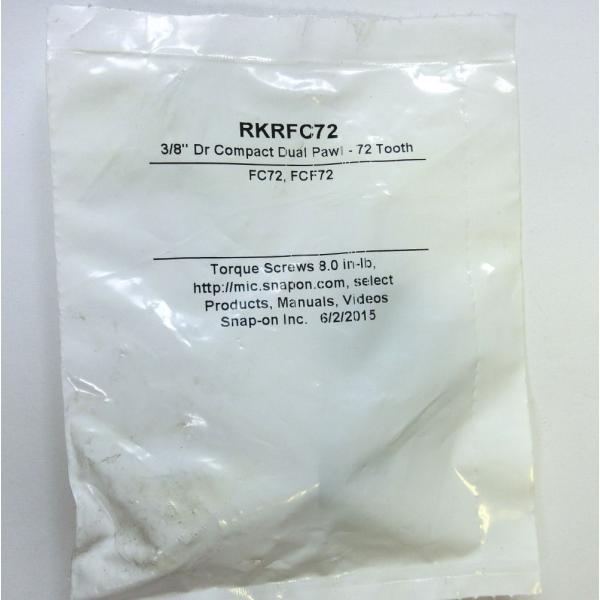 RKRFC72
3/8" Dr Compact Dual Pawl - 72 Tooth
FC72, FCF72
Torque Screws 8.0 in-lb,
http://mic.snapon.com, select
Products, Manuals, Videos
Snap-on Inc. 6/2/2015